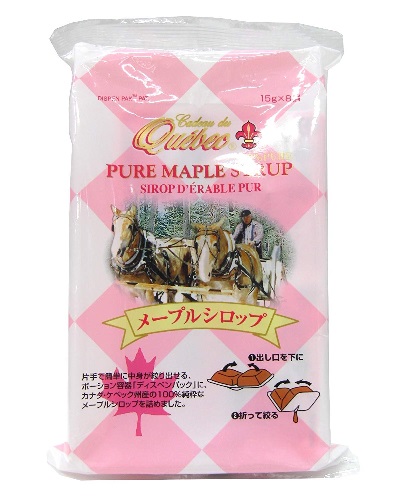 DISPEN PAK™ PAT.
15g×8
Cadeau du
Québec
PURE MAPLE SYRUP
SIROP D'ÉRABLE PUR
メープルシロップ
❶出し口を下に
片手で簡単に中身が絞り出せる、
ポーション容器「ディスペンパック」に、
カナダ・ケベック州産の100%純粋な
メープルシロップを詰めました。
❷折って絞る